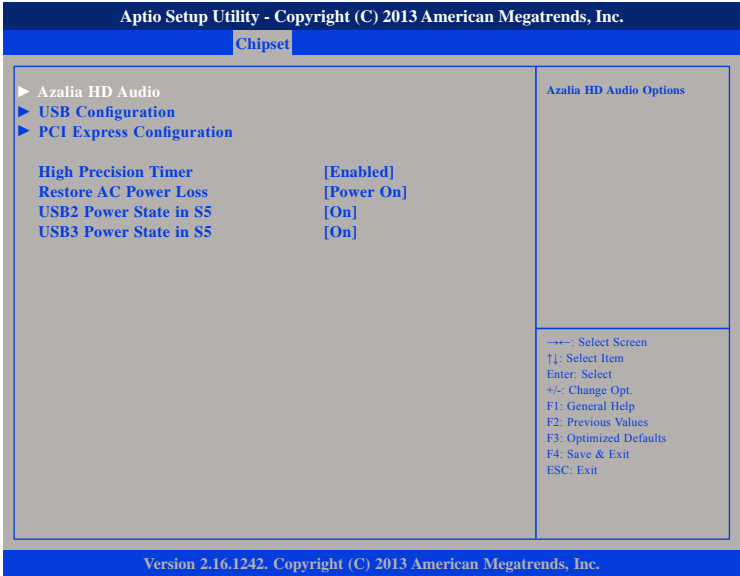 Aptio Setup Utility - Copyright (C) 2013 American Megatrends, Inc.
Chipset
▶ Azalia HD Audio
▶ USB Configuration
▶ PCI Express Configuration
High Precision Timer [Enabled]
Restore AC Power Loss [Power On]
USB2 Power State in S5 [On]
USB3 Power State in S5 [On]
Azalia HD Audio Options
→←: Select Screen
↑↓: Select Item
Enter: Select
+/-: Change Opt.
F1: General Help
F2: Previous Values
F3: Optimized Defaults
F4: Save & Exit
ESC: Exit
Version 2.16.1242. Copyright (C) 2013 American Megatrends, Inc.